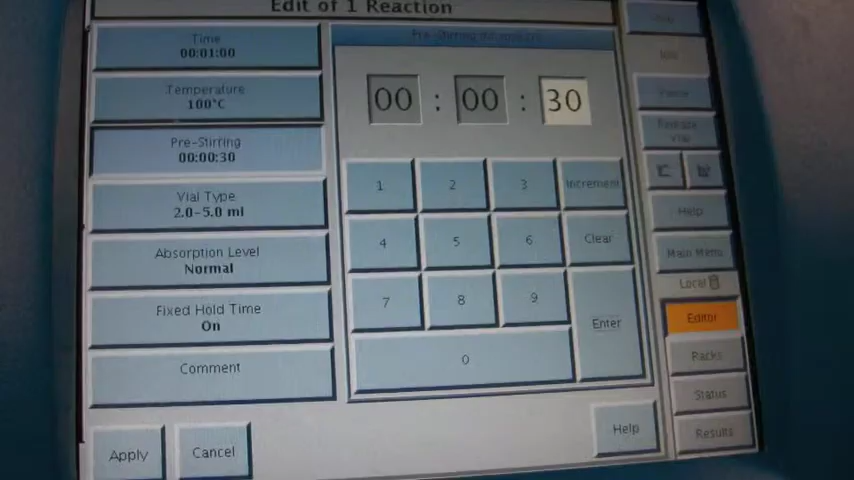 Edit of 1 Reaction
Time
00:01:00
Temperature
100°C
Pre-Stirring
00:00:30
Vial Type
2.0-5.0 ml
Absorption Level
Normal
Fixed Hold Time
On
Comment
Apply
Cancel
00 : 00 : 30
1 2 3 Increment
4 5 6 Clear
7 8 9 Enter
0
Help
Help
Main Menu
Local
Editor
Racks
Status
Results